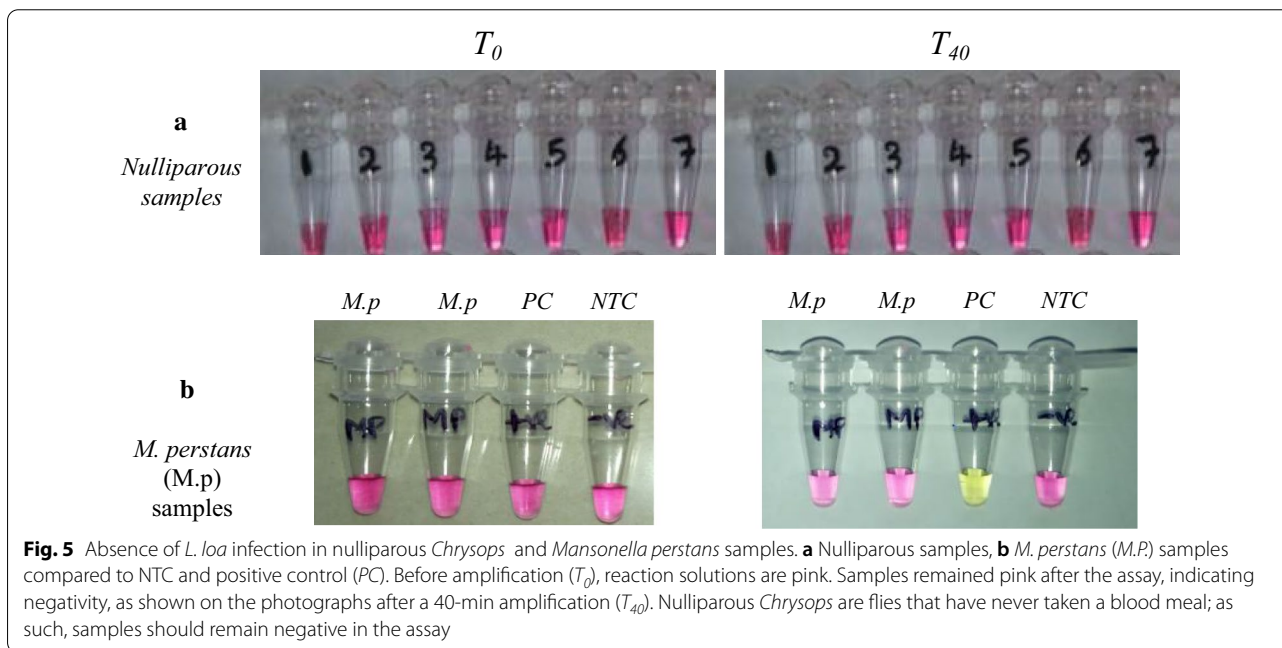 T0 T40
a
Nulliparous
samples
1 2 3 4 5 6 7 1 2 3 4 5 6 7
M.p M.p PC NTC M.p M.p PC NTC
b
M. perstans
(M.p)
samples
MP MP +ve -ve MP MP +ve -ve
Fig. 5 Absence of L. loa infection in nulliparous Chrysops and Mansonella perstans samples. a Nulliparous samples, b M. perstans (M.P.) samples
compared to NTC and positive control (PC). Before amplification (T0), reaction solutions are pink. Samples remained pink after the assay, indicating
negativity, as shown on the photographs after a 40-min amplification (T40). Nulliparous Chrysops are flies that have never taken a blood meal; as
such, samples should remain negative in the assay